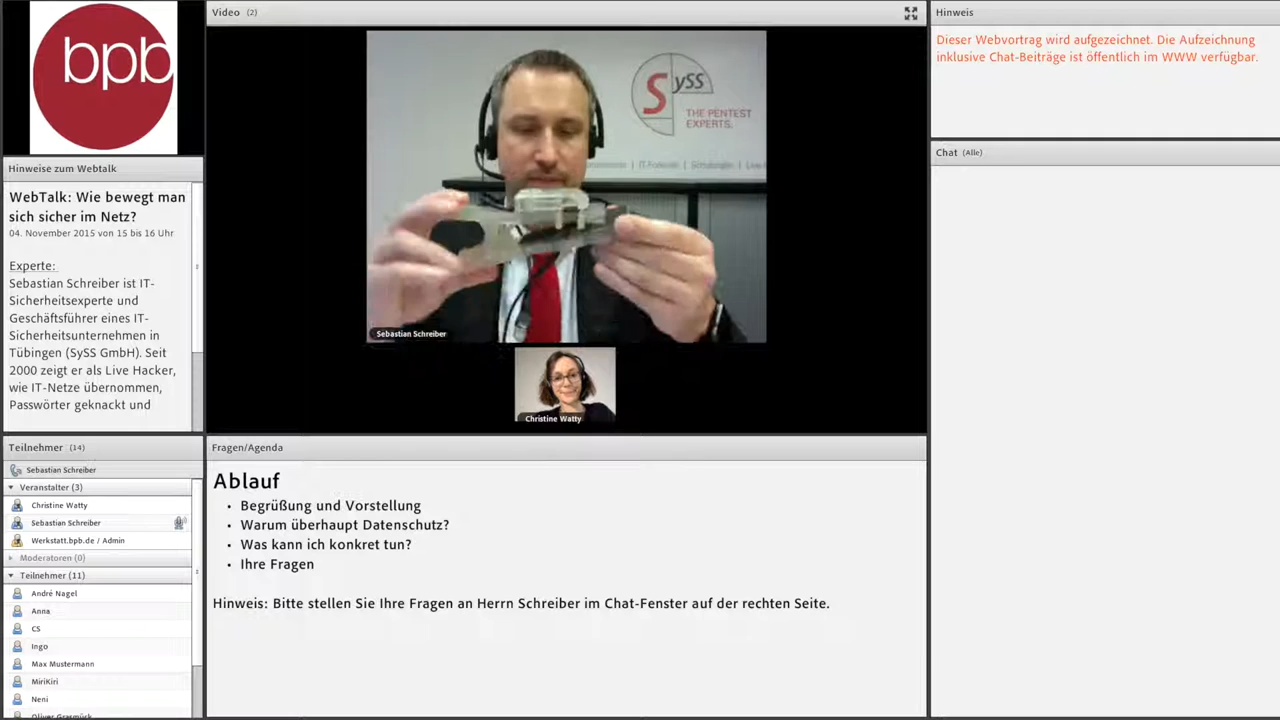 bpb
Hinweise zum Webtalk
WebTalk: Wie bewegt man
sich sicher im Netz?
04. November 2015 von 15 bis 16 Uhr
Experte:
Sebastian Schreiber ist IT-
Sicherheitsexperte und
Geschäftsführer eines IT-
Sicherheitsunternehmen in
Tübingen (SySS GmbH). Seit
2000 zeigt er als Live Hacker,
wie IT-Netze übernommen,
Passwörter geknackt und
Teilnehmer (14)
Sebastian Schreiber
Veranstalter (3)
Christine Watty
Sebastian Schreiber
Werkstatt.bpb.de / Admin
Moderatoren (0)
Teilnehmer (11)
André Nagel
Anna
CS
Ingo
Max Mustermann
MiriKiri
Neni
Oliver Grasmück
Video (2)
SySS
THE PENTEST
EXPERTS.
| IT-Forensik | Schulungen |
Sebastian Schreiber
Christine Watty
Fragen/Agenda
Ablauf
• Begrüßung und Vorstellung
• Warum überhaupt Datenschutz?
• Was kann ich konkret tun?
• Ihre Fragen
Hinweis: Bitte stellen Sie Ihre Fragen an Herrn Schreiber im Chat-Fenster auf der rechten Seite.
Hinweis
Dieser Webvortrag wird aufgezeichnet. Die Aufzeichnung
inklusive Chat-Beiträge ist öffentlich im WWW verfügbar.
Chat (Alle)